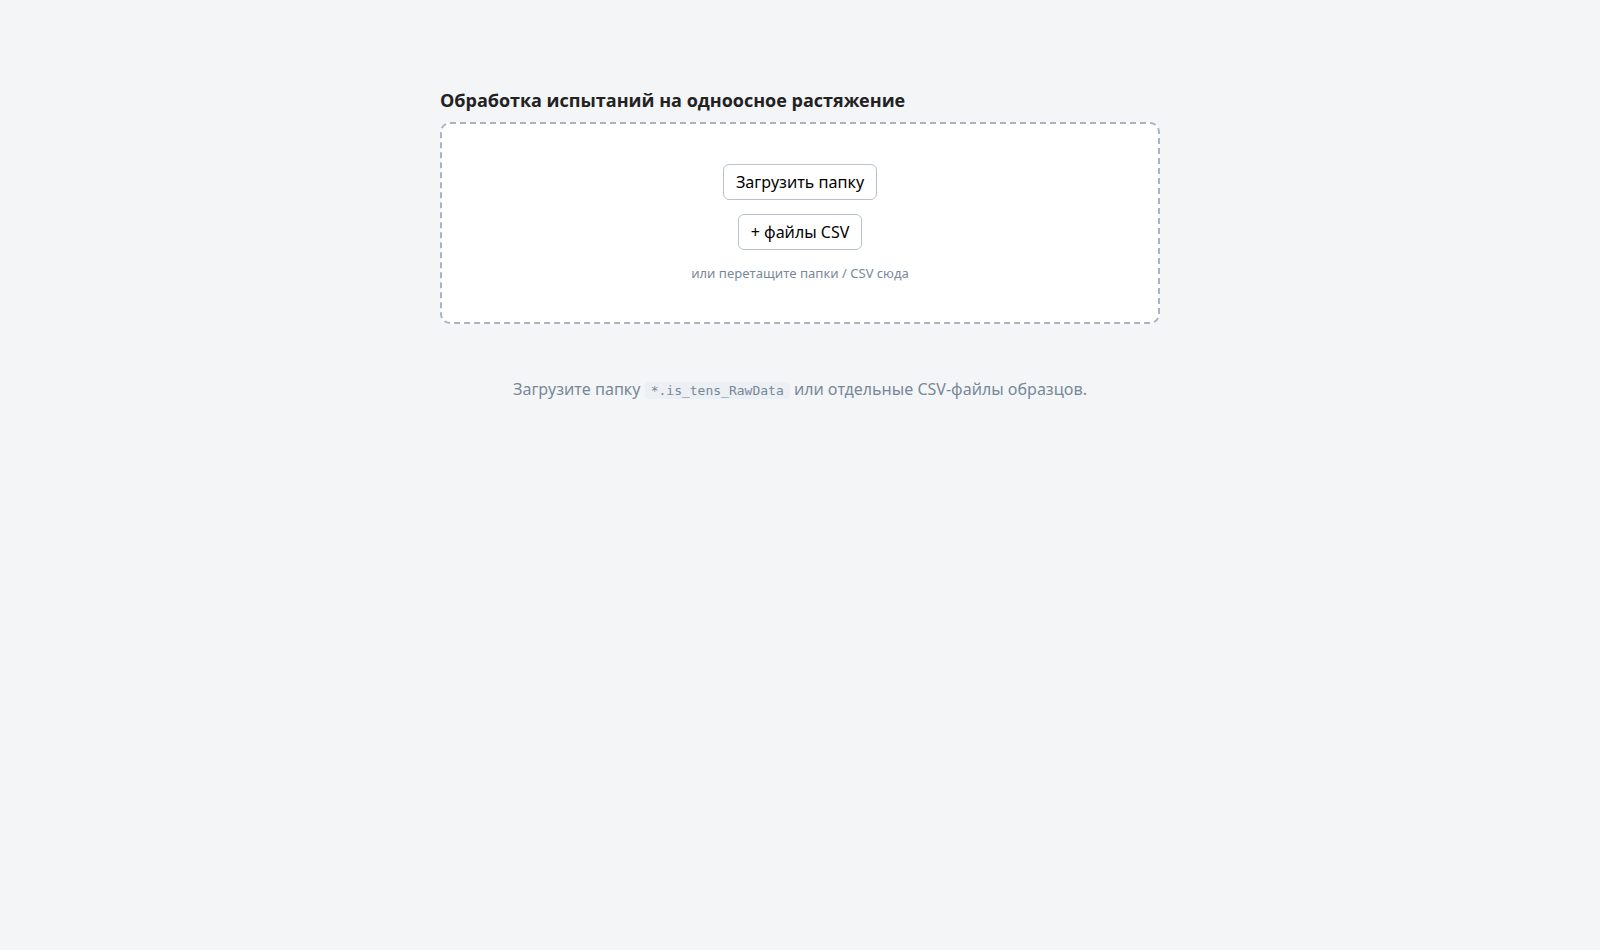 Обработка испытаний на одноосное растяжение
Загрузить папку
+ файлы CSV
или перетащите папки / CSV сюда
Загрузите папку *.is_tens_RawData или отдельные CSV-файлы образцов.